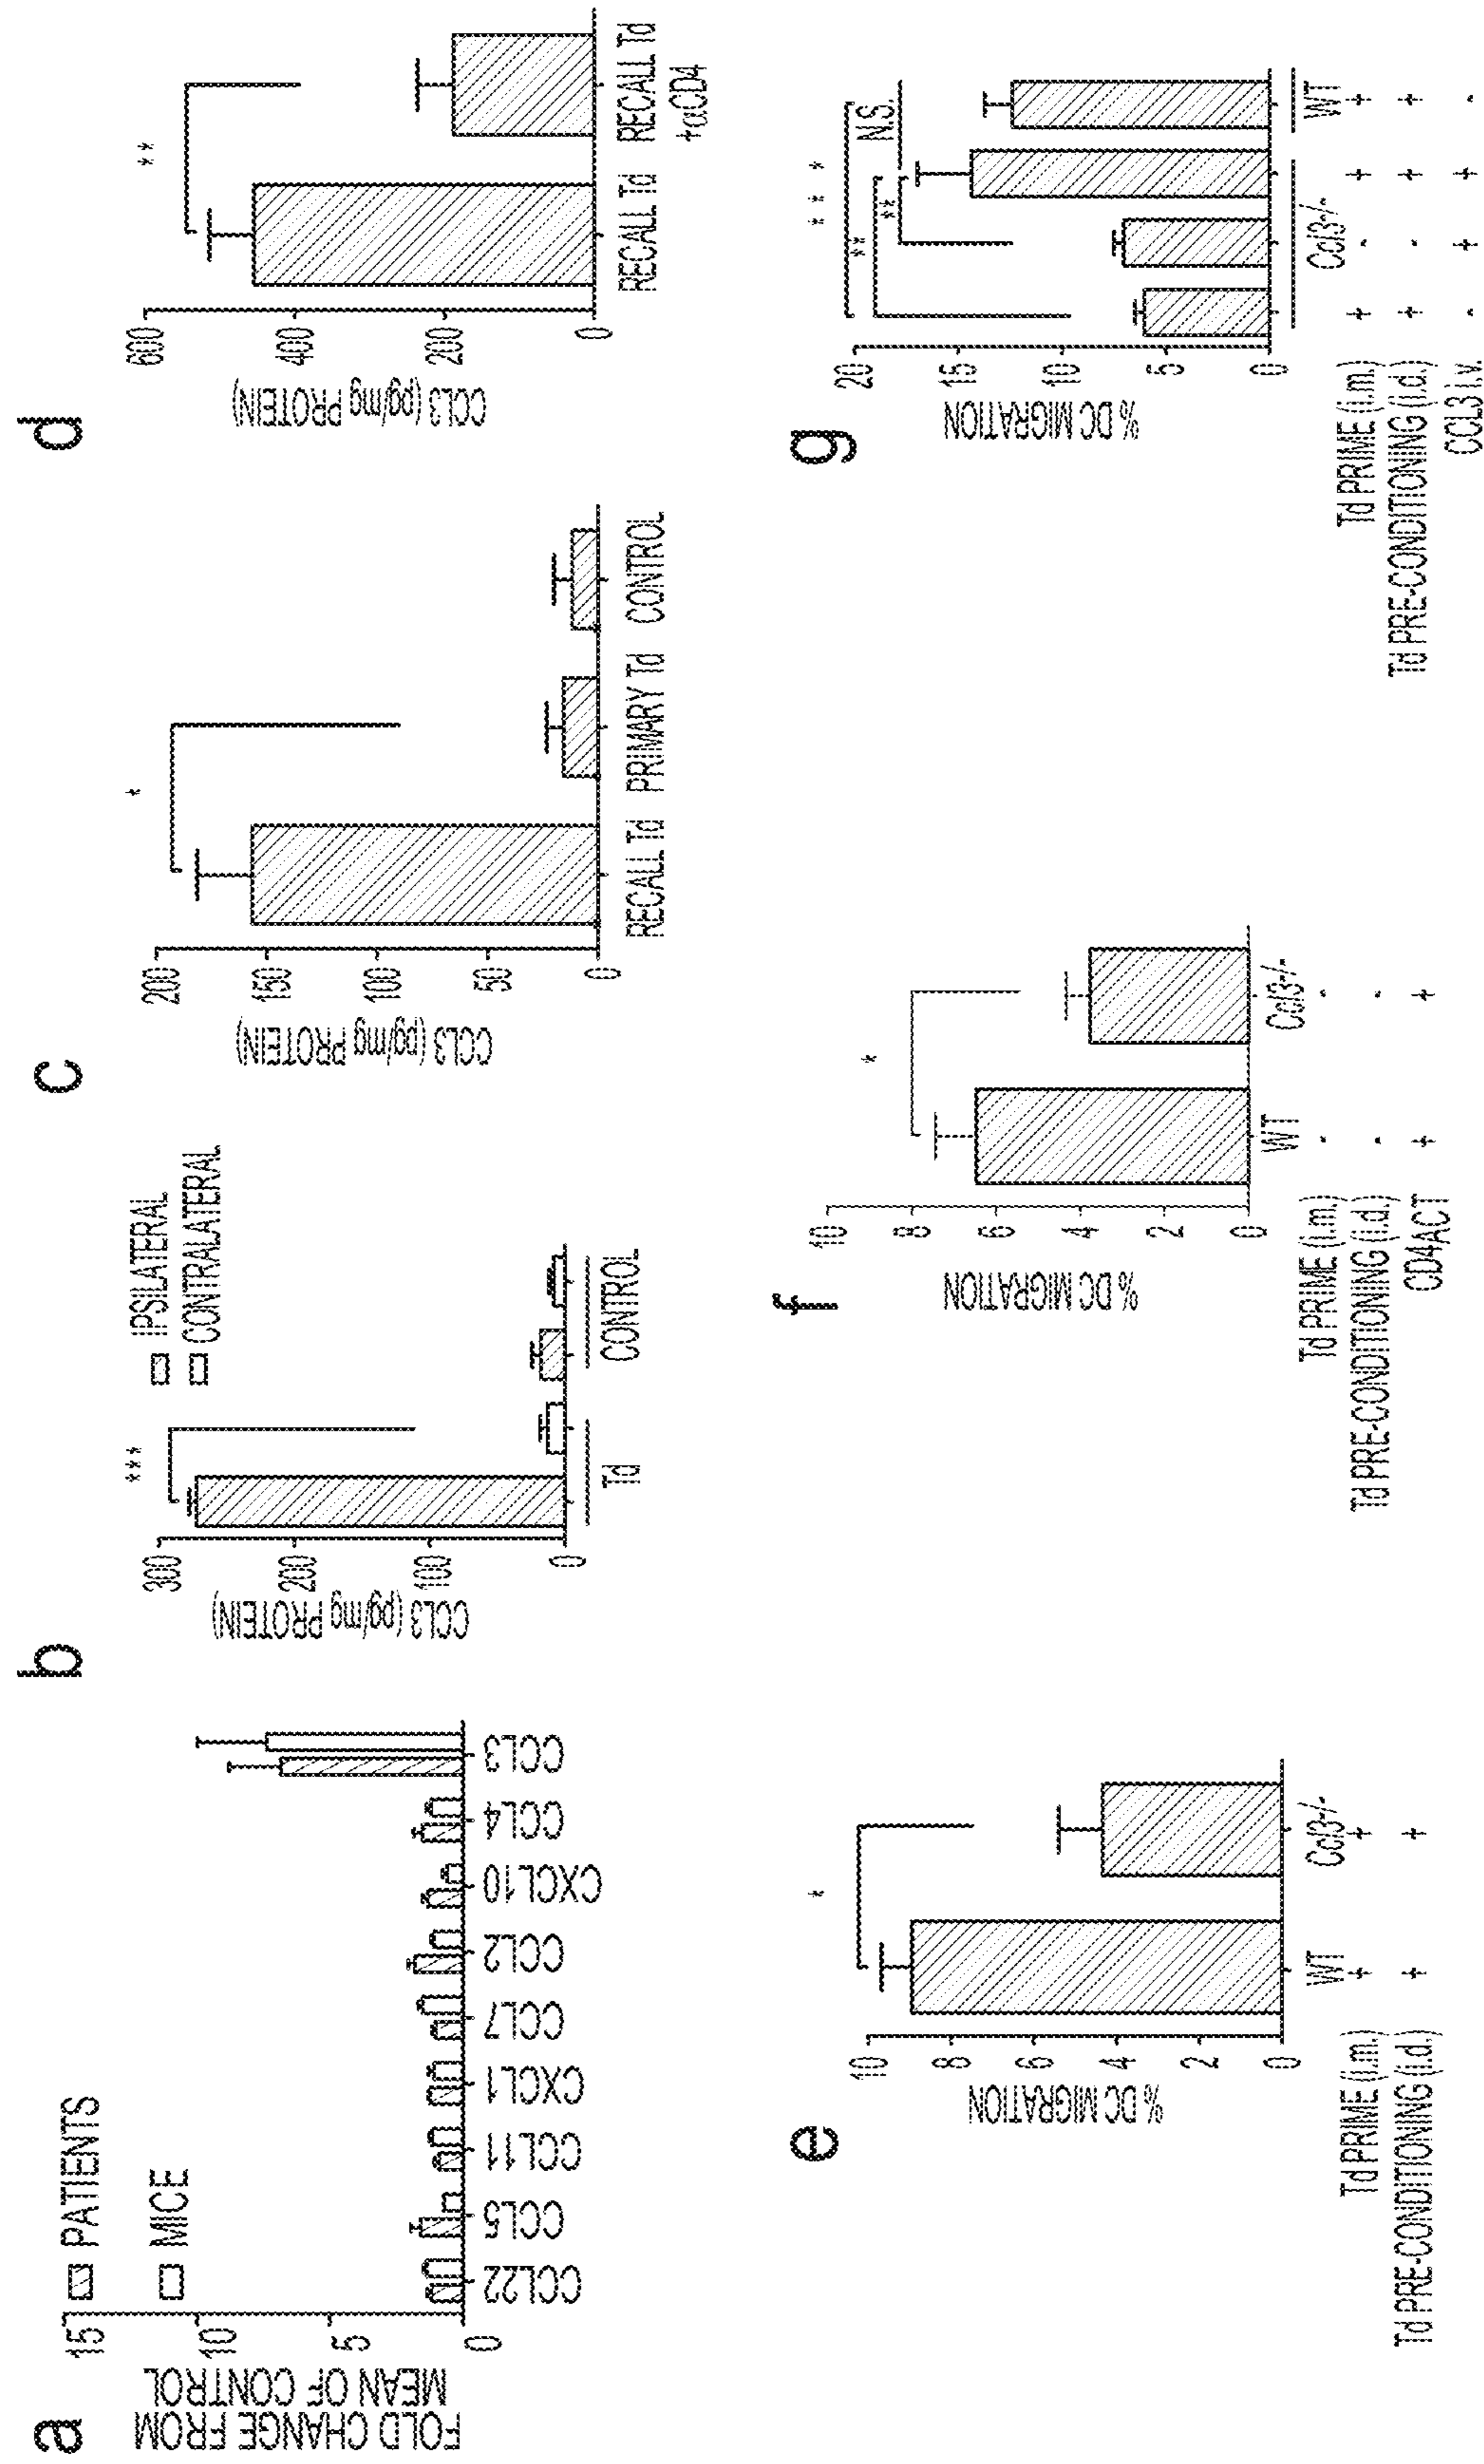 a
FOLD CHANGE FROM
MEAN OF CONTROL
15
10
5
0
PATIENTS
MICE
CCL22
CCL5
CCL11
CXCL1
CCL7
CCL2
CXCL10
CCL4
CCL3
b
CCL3 (pg/mg PROTEIN)
300
200
100
0
***
IPSILATERAL
CONTRALATERAL
Td
CONTROL
c
CCL3 (pg/mg PROTEIN)
200
150
100
50
0
*
RECALL Td
PRIMARY Td
CONTROL
d
CCL3 (pg/mg PROTEIN)
600
400
200
0
**
RECALL Td
RECALL Td
+αCD4
e
% DC MIGRATION
10
8
6
4
2
0
*
WT
Ccl3-/-
Td PRIME (i.m.) + +
Td PRE-CONDITIONING (i.d.) + +
f
% DC MIGRATION
10
8
6
4
2
0
*
WT
Ccl3-/-
Td PRIME (i.m.) - -
Td PRE-CONDITIONING (i.d.) - -
CD4ACT + +
g
% DC MIGRATION
20
15
10
5
0
***
**
**
N.S.
Ccl3-/-
WT
Td PRIME (i.m.) + - + +
Td PRE-CONDITIONING (i.d.) + - + +
CCL3 i.v. - + + -